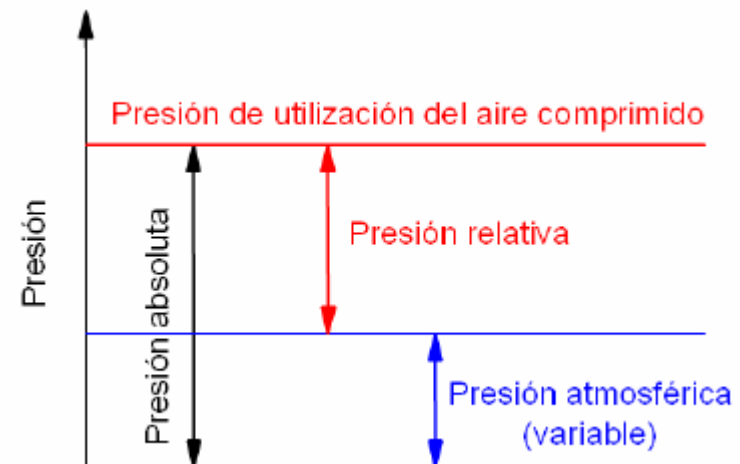 Presión de utilización del aire comprimido
Presión
Presión absoluta
Presión relativa
Presión atmosférica
(variable)